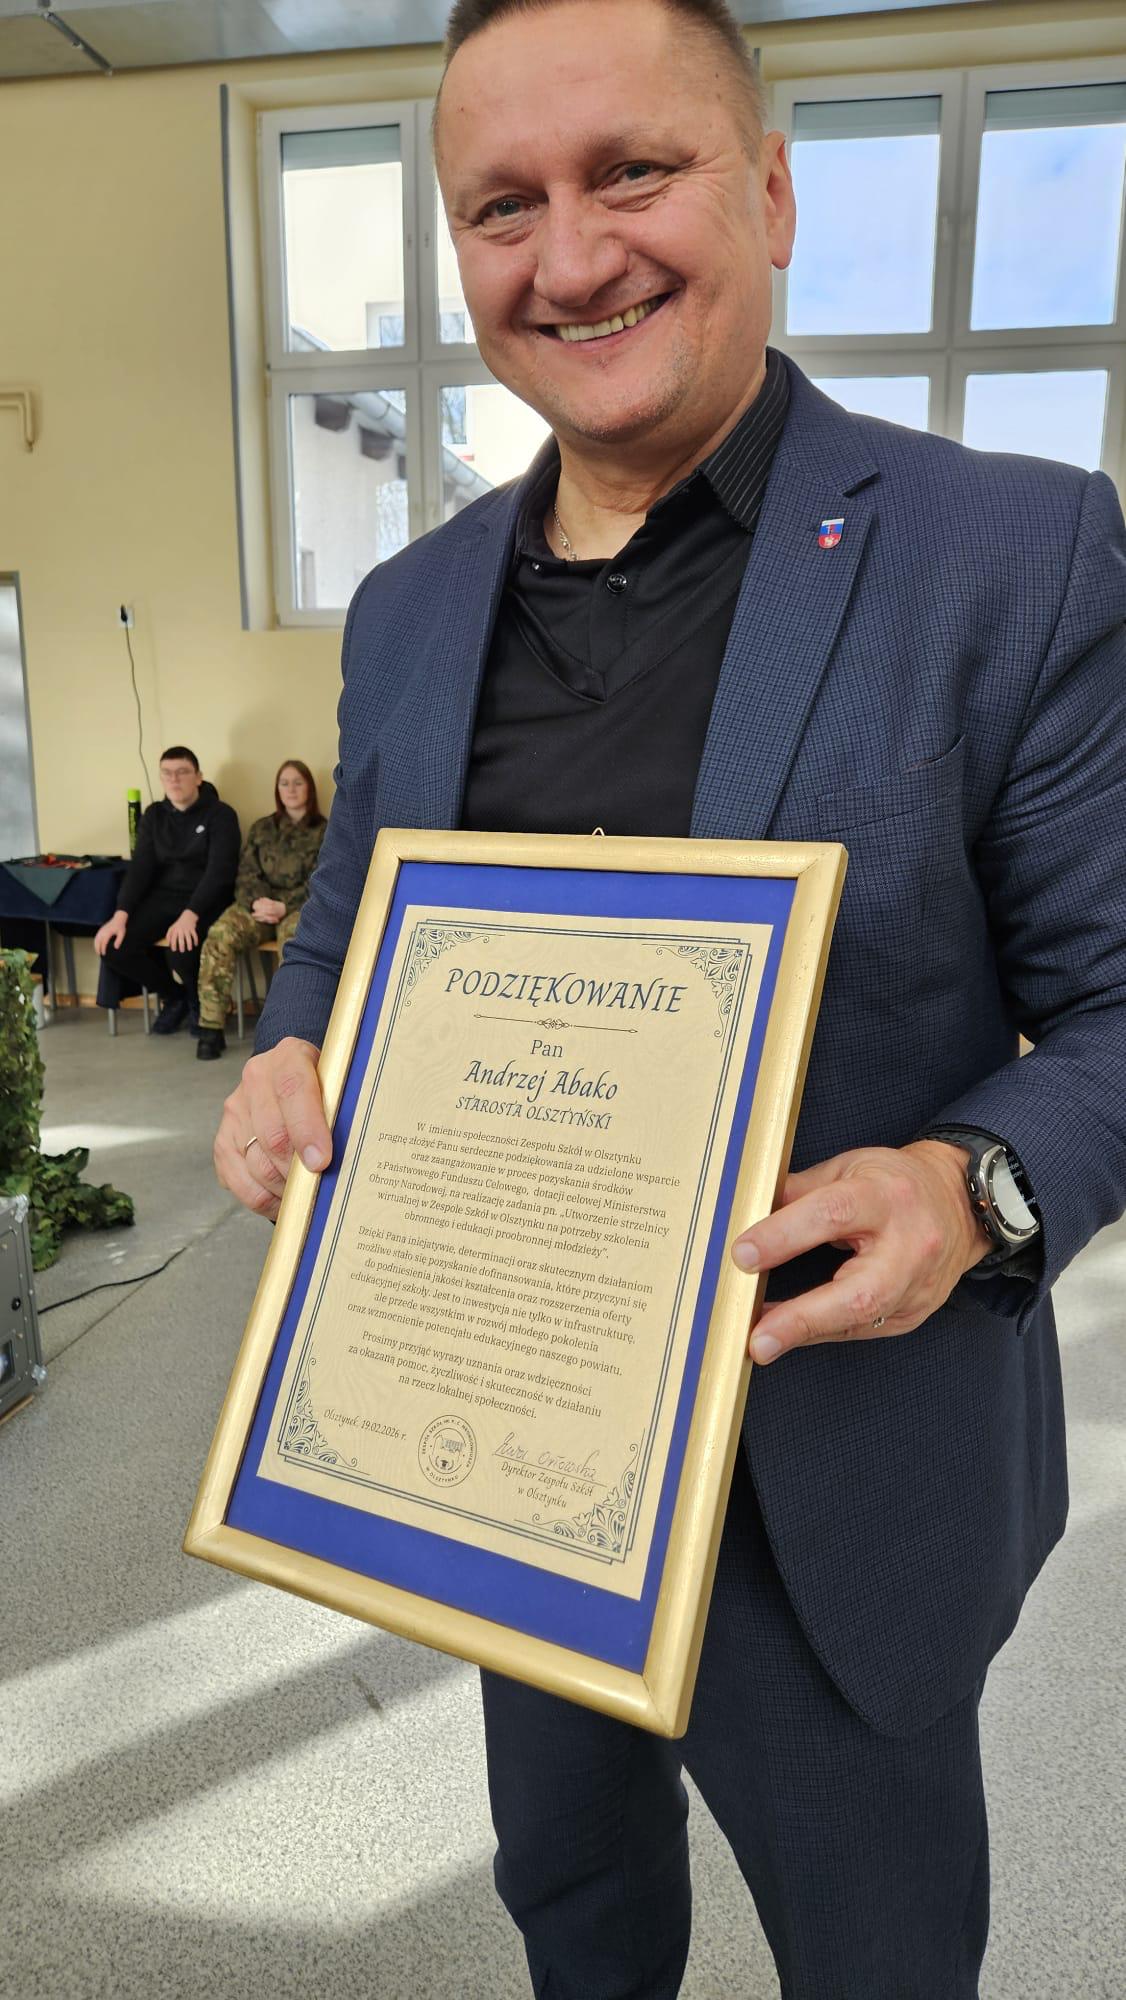 PODZIĘKOWANIE
Pan
Andrzej Abako
STAROSTA OLSZTYŃSKI
W imieniu społeczności Zespołu Szkół w Olsztynku
pragnę złożyć Panu serdeczne podziękowania za udzielone wsparcie
oraz zaangażowanie w proces pozyskania środków
z Państwowego Funduszu Celowego, dotacji celowej Ministerstwa
Obrony Narodowej, na realizację zadania pn. „Utworzenie strzelnicy
wirtualnej w Zespole Szkół w Olsztynku na potrzeby szkolenia
obronnego i edukacji proobronnej młodzieży”.
Dzięki Pana inicjatywie, determinacji oraz skutecznym działaniom
możliwe stało się pozyskanie dofinansowania, które przyczyni się
do podniesienia jakości kształcenia oraz rozszerzenia oferty
edukacyjnej szkoły. Jest to inwestycja nie tylko w infrastrukturę,
ale przede wszystkim w rozwój młodego pokolenia
oraz wzmocnienie potencjału edukacyjnego naszego powiatu.
Prosimy przyjąć wyrazy uznania oraz wdzięczności
za okazaną pomoc, życzliwość i skuteczność w działaniu
na rzecz lokalnej społeczności.
Olsztynek, 19.02.2026 r.
ZESPÓŁ SZKÓŁ IM. K.C. MRONGOWIUSZA
W OLSZTYNKU
Dyrektor Zespołu Szkół
w Olsztynku